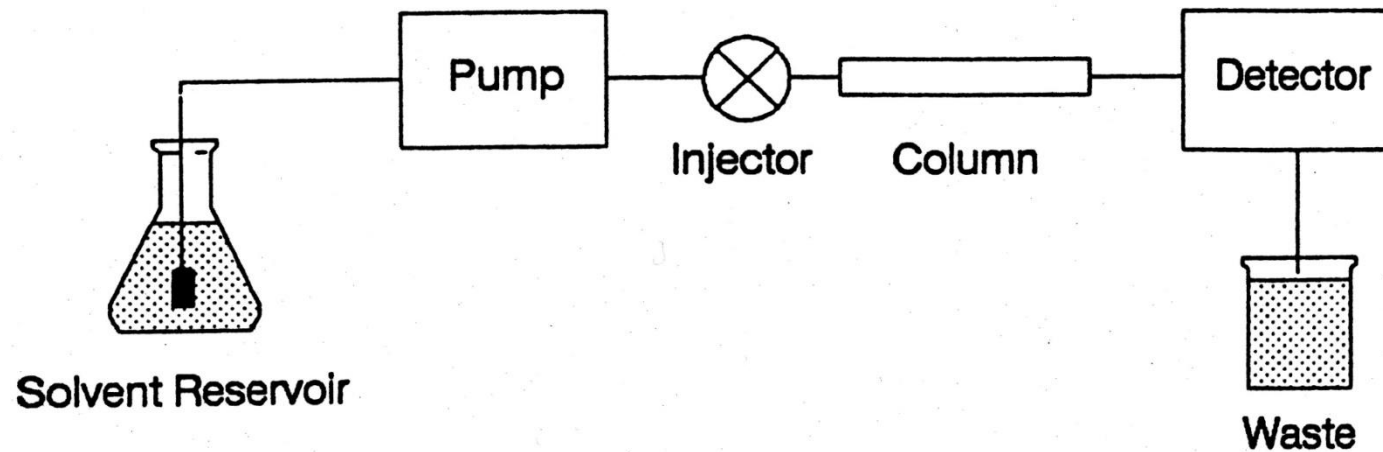 Pump
Detector
Injector
Column
Solvent Reservoir
Waste